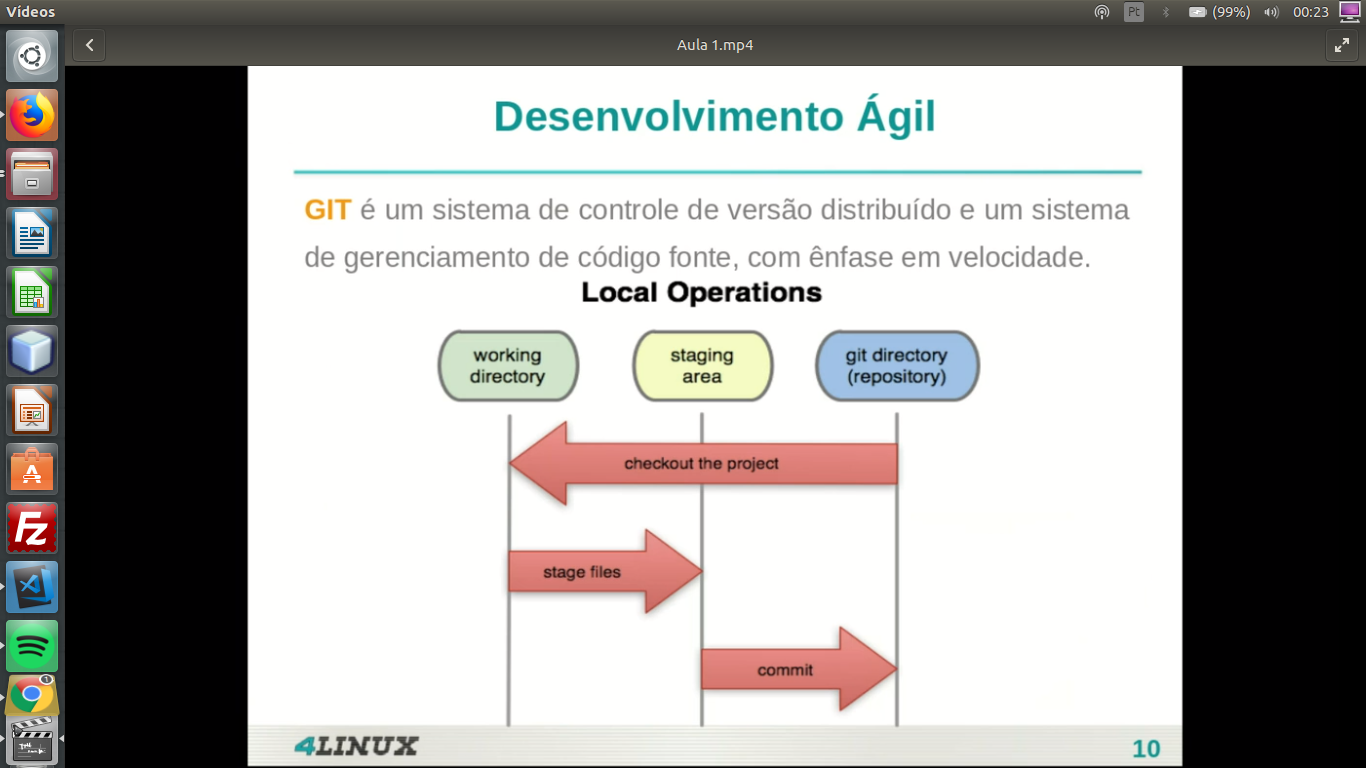 Vídeos
Pt
(99%)
00:23
Aula 1.mp4
Desenvolvimento Ágil
GIT é um sistema de controle de versão distribuído e um sistema
de gerenciamento de código fonte, com ênfase em velocidade.
Local Operations
working
directory
staging
area
git directory
(repository)
checkout the project
stage files
commit
4LINUX
10
A
Fz
1